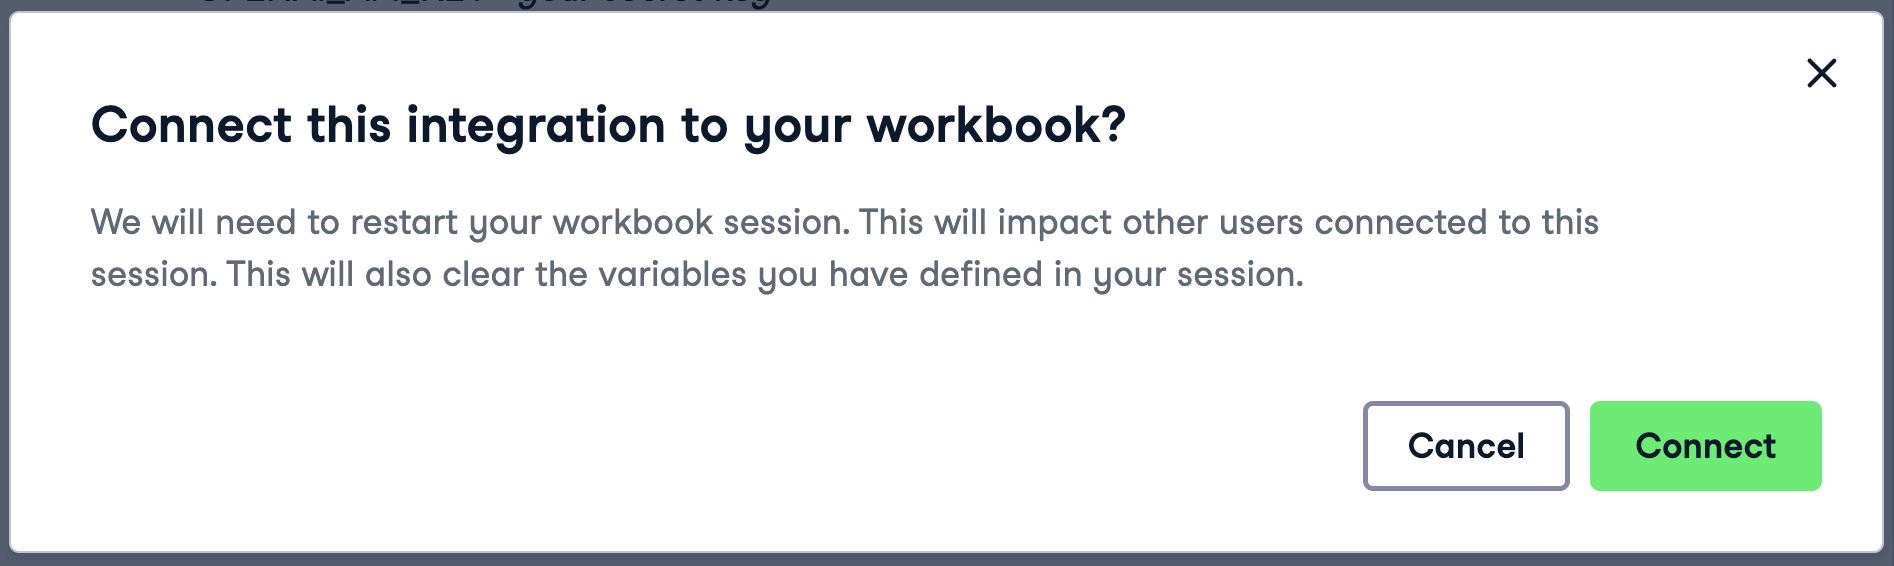 Connect this integration to your workbook?
We will need to restart your workbook session. This will impact other users connected to this
session. This will also clear the variables you have defined in your session.
Cancel
Connect